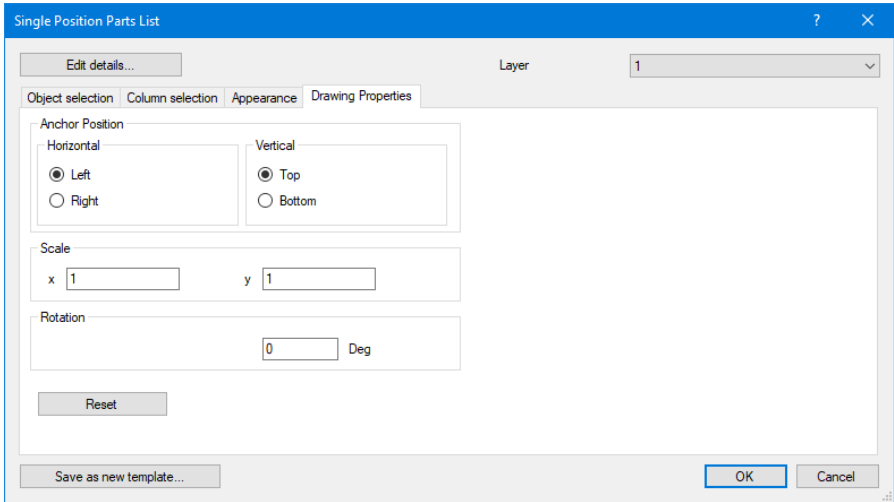 Single Position Parts List ?
Edit details... Layer 1
Object selection Column selection Appearance Drawing Properties
Anchor Position
Horizontal Vertical
Left Top
Right Bottom
Scale
x 1 y 1
Rotation
0 Deg
Reset
Save as new template... OK Cancel